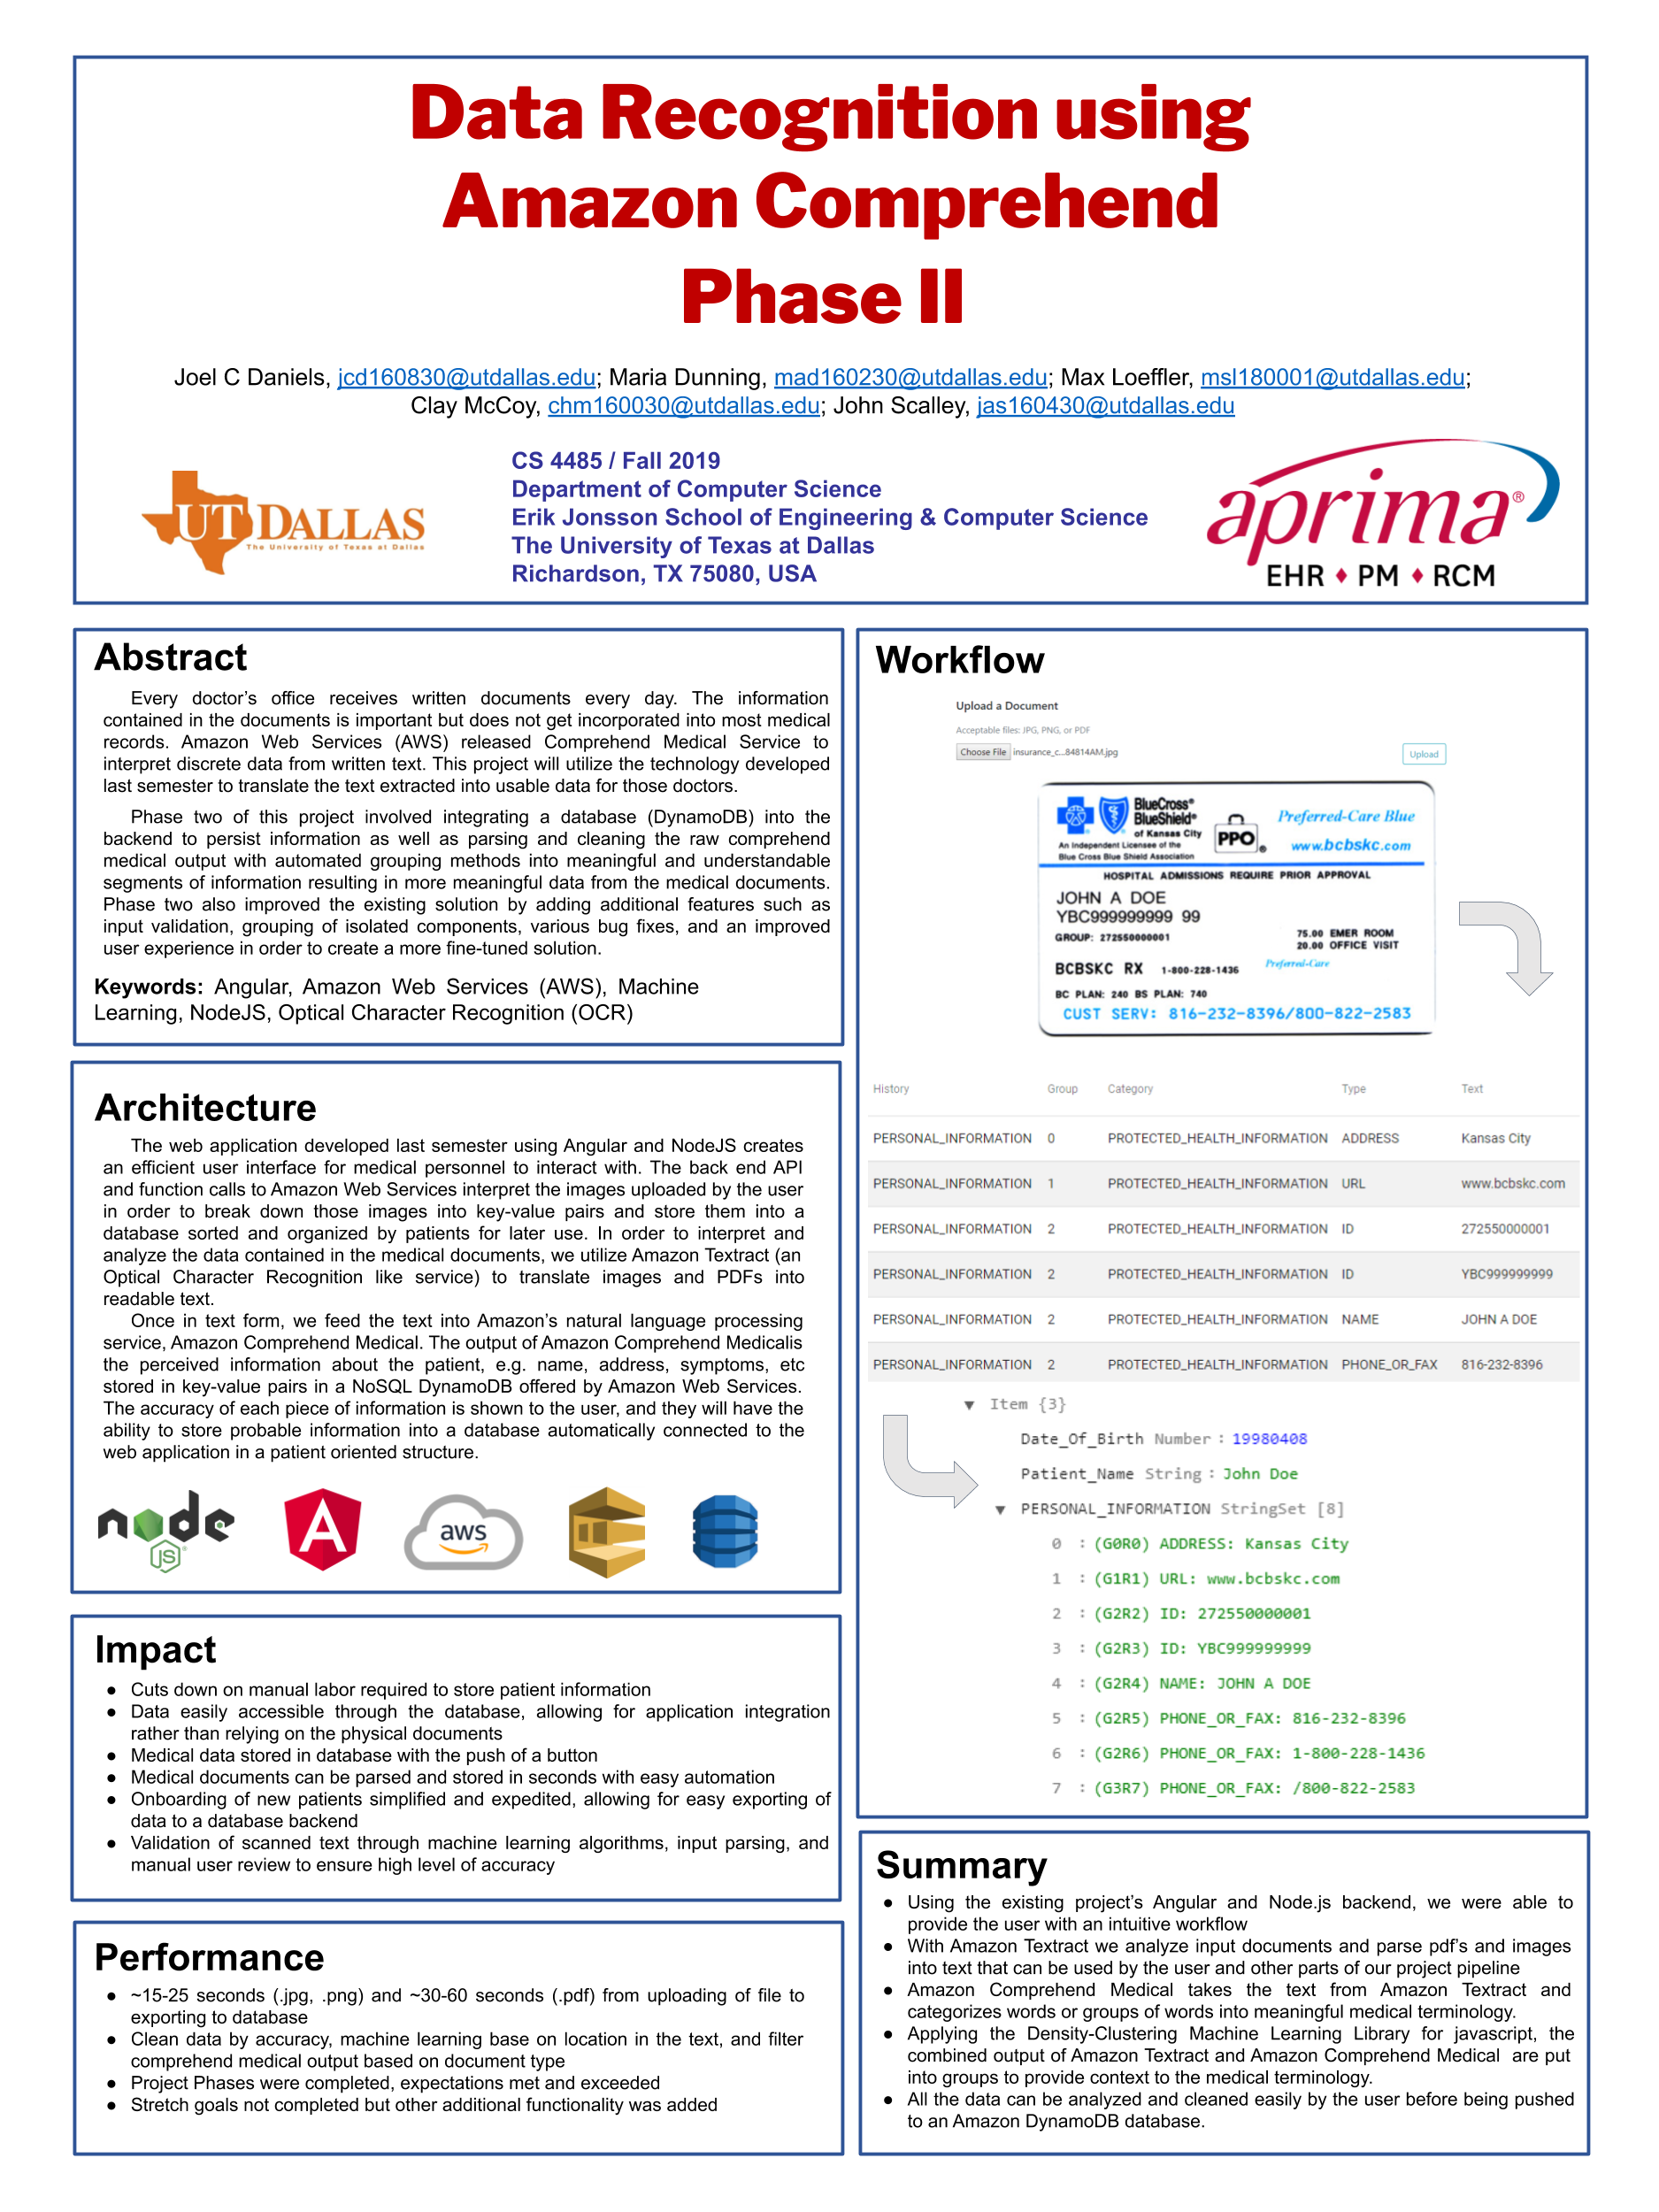 Data Recognition using
Amazon Comprehend
Phase II
Joel C Daniels, jcd160830@utdallas.edu; Maria Dunning, mad160230@utdallas.edu; Max Loeffler, msl180001@utdallas.edu;
Clay McCoy, chm160030@utdallas.edu; John Scalley, jas160430@utdallas.edu
UT DALLAS
The University of Texas at Dallas
CS 4485 / Fall 2019
Department of Computer Science
Erik Jonsson School of Engineering & Computer Science
The University of Texas at Dallas
Richardson, TX 75080, USA
aprima®
EHR ♦ PM ♦ RCM
Abstract
Every doctor's office receives written documents every day. The information
contained in the documents is important but does not get incorporated into most medical
records. Amazon Web Services (AWS) released Comprehend Medical Service to
interpret discrete data from written text. This project will utilize the technology developed
last semester to translate the text extracted into usable data for those doctors.
Phase two of this project involved integrating a database (DynamoDB) into the
backend to persist information as well as parsing and cleaning the raw comprehend
medical output with automated grouping methods into meaningful and understandable
segments of information resulting in more meaningful data from the medical documents.
Phase two also improved the existing solution by adding additional features such as
input validation, grouping of isolated components, various bug fixes, and an improved
user experience in order to create a more fine-tuned solution.
Keywords: Angular, Amazon Web Services (AWS), Machine
Learning, NodeJS, Optical Character Recognition (OCR)
Architecture
The web application developed last semester using Angular and NodeJS creates
an efficient user interface for medical personnel to interact with. The back end API
and function calls to Amazon Web Services interpret the images uploaded by the user
in order to break down those images into key-value pairs and store them into a
database sorted and organized by patients for later use. In order to interpret and
analyze the data contained in the medical documents, we utilize Amazon Textract (an
Optical Character Recognition like service) to translate images and PDFs into
readable text.
Once in text form, we feed the text into Amazon's natural language processing
service, Amazon Comprehend Medical. The output of Amazon Comprehend Medicalis
the perceived information about the patient, e.g. name, address, symptoms, etc
stored in key-value pairs in a NoSQL DynamoDB offered by Amazon Web Services.
The accuracy of each piece of information is shown to the user, and they will have the
ability to store probable information into a database automatically connected to the
web application in a patient oriented structure.
node
JS
A
aws
Impact
● Cuts down on manual labor required to store patient information
● Data easily accessible through the database, allowing for application integration
rather than relying on the physical documents
● Medical data stored in database with the push of a button
● Medical documents can be parsed and stored in seconds with easy automation
● Onboarding of new patients simplified and expedited, allowing for easy exporting of
data to a database backend
● Validation of scanned text through machine learning algorithms, input parsing, and
manual user review to ensure high level of accuracy
Performance
● ~15-25 seconds (.jpg, .png) and ~30-60 seconds (.pdf) from uploading of file to
exporting to database
● Clean data by accuracy, machine learning base on location in the text, and filter
comprehend medical output based on document type
● Project Phases were completed, expectations met and exceeded
● Stretch goals not completed but other additional functionality was added
Workflow
Upload a Document
Acceptable files: JPG, PNG, or PDF
Choose File insurance_c...84814AM.jpg Upload
BlueCross®
BlueShield®
of Kansas City
An Independent Licensee of the
Blue Cross Blue Shield Association
PPO®
Preferred-Care Blue
www.bcbskc.com
HOSPITAL ADMISSIONS REQUIRE PRIOR APPROVAL
JOHN A DOE
YBC999999999 99
GROUP: 272550000001
75.00 EMER ROOM
20.00 OFFICE VISIT
BCBSKC RX 1-800-228-1436 Preferred-Care
BC PLAN: 240 BS PLAN: 740
CUST SERV: 816-232-8396/800-822-2583
History Group Category Type Text
PERSONAL_INFORMATION 0 PROTECTED_HEALTH_INFORMATION ADDRESS Kansas City
PERSONAL_INFORMATION 1 PROTECTED_HEALTH_INFORMATION URL www.bcbskc.com
PERSONAL_INFORMATION 2 PROTECTED_HEALTH_INFORMATION ID 272550000001
PERSONAL_INFORMATION 2 PROTECTED_HEALTH_INFORMATION ID YBC999999999
PERSONAL_INFORMATION 2 PROTECTED_HEALTH_INFORMATION NAME JOHN A DOE
PERSONAL_INFORMATION 2 PROTECTED_HEALTH_INFORMATION PHONE_OR_FAX 816-232-8396
▼ Item {3}
Date_Of_Birth Number : 19980408
Patient_Name String : John Doe
▼ PERSONAL_INFORMATION StringSet [8]
0 : (G0R0) ADDRESS: Kansas City
1 : (G1R1) URL: www.bcbskc.com
2 : (G2R2) ID: 272550000001
3 : (G2R3) ID: YBC999999999
4 : (G2R4) NAME: JOHN A DOE
5 : (G2R5) PHONE_OR_FAX: 816-232-8396
6 : (G2R6) PHONE_OR_FAX: 1-800-228-1436
7 : (G3R7) PHONE_OR_FAX: /800-822-2583
Summary
● Using the existing project's Angular and Node.js backend, we were able to
provide the user with an intuitive workflow
● With Amazon Textract we analyze input documents and parse pdf's and images
into text that can be used by the user and other parts of our project pipeline
● Amazon Comprehend Medical takes the text from Amazon Textract and
categorizes words or groups of words into meaningful medical terminology.
● Applying the Density-Clustering Machine Learning Library for javascript, the
combined output of Amazon Textract and Amazon Comprehend Medical are put
into groups to provide context to the medical terminology.
● All the data can be analyzed and cleaned easily by the user before being pushed
to an Amazon DynamoDB database.